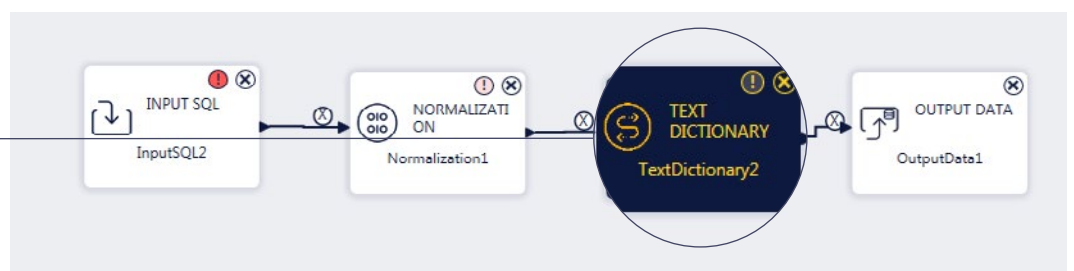 INPUT SQL
InputSQL2
NORMALIZATI
ON
Normalization1
TEXT
DICTIONARY
TextDictionary2
OUTPUT DATA
OutputData1